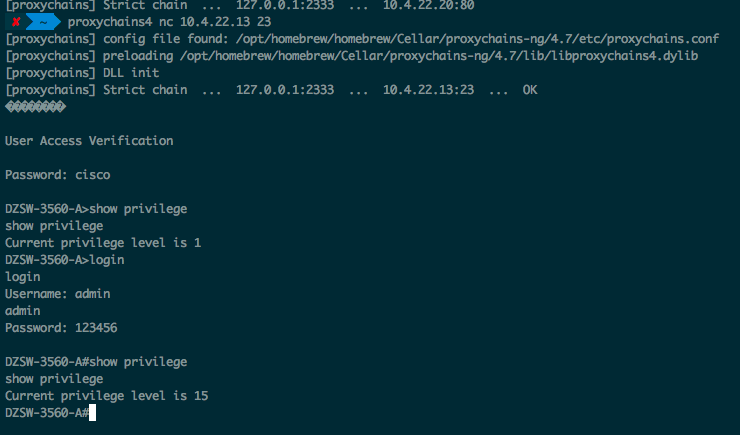 [proxychains] Strict chain  ...  127.0.0.1:2333  ...  10.4.22.20:80
✘ ~ proxychains4 nc 10.4.22.13 23
[proxychains] config file found: /opt/homebrew/homebrew/Cellar/proxychains-ng/4.7/etc/proxychains.conf
[proxychains] preloading /opt/homebrew/homebrew/Cellar/proxychains-ng/4.7/lib/libproxychains4.dylib
[proxychains] DLL init
[proxychains] Strict chain  ...  127.0.0.1:2333  ...  10.4.22.13:23  ...  OK
User Access Verification
Password: cisco
DZSW-3560-A>show privilege
show privilege
Current privilege level is 1
DZSW-3560-A>login
login
Username: admin
admin
Password: 123456
DZSW-3560-A#show privilege
show privilege
Current privilege level is 15
DZSW-3560-A#